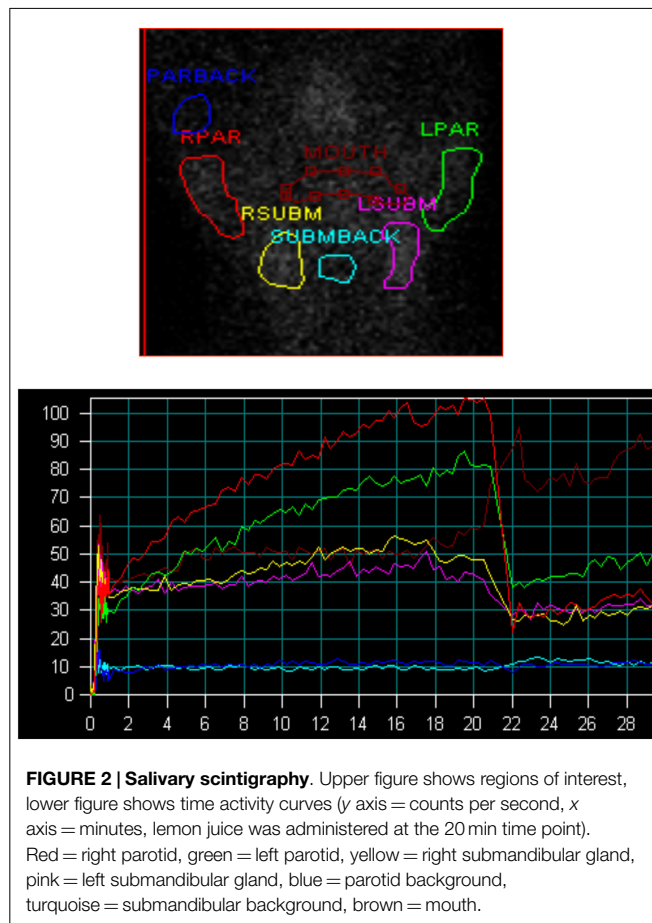 PARBACK
RPAR
LPAR
MOUTH
RSUBM
LSUBM
SUBMBACK
100
90
80
70
60
50
40
30
20
10
0
0 2 4 6 8 10 12 14 16 18 20 22 24 26 28
FIGURE 2 | Salivary scintigraphy. Upper figure shows regions of interest,
lower figure shows time activity curves (y axis = counts per second, x
axis = minutes, lemon juice was administered at the 20 min time point).
Red = right parotid, green = left parotid, yellow = right submandibular gland,
pink = left submandibular gland, blue = parotid background,
turquoise = submandibular background, brown = mouth.